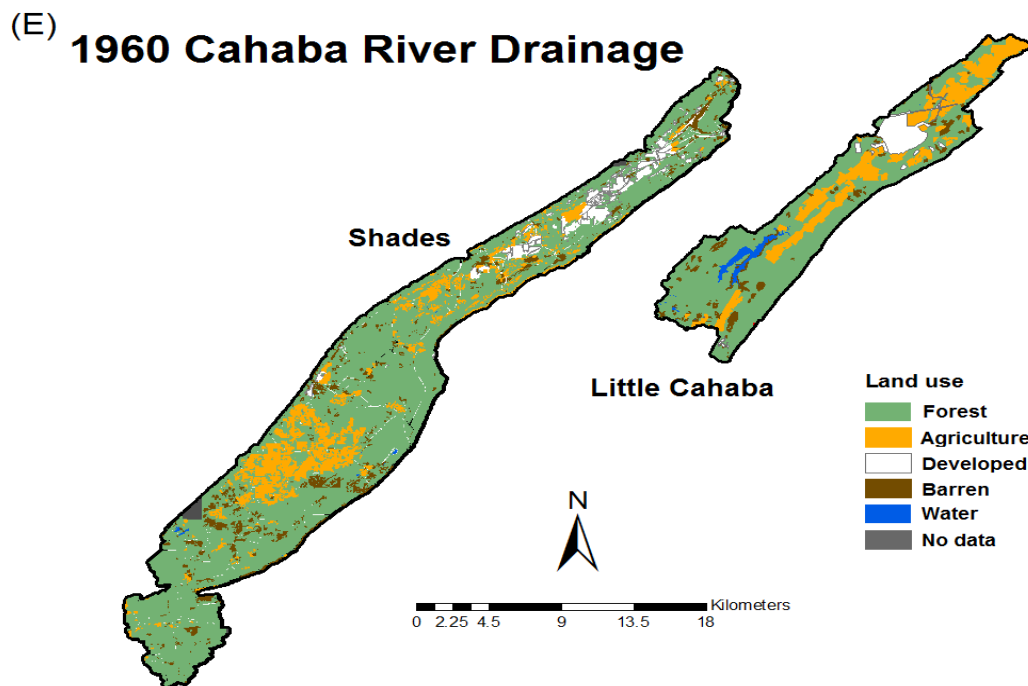 (E) 1960 Cahaba River Drainage
Shades
Little Cahaba
Land use
Forest
Agriculture
Developed
Barren
Water
No data
N
Kilometers
0 2.25 4.5 9 13.5 18